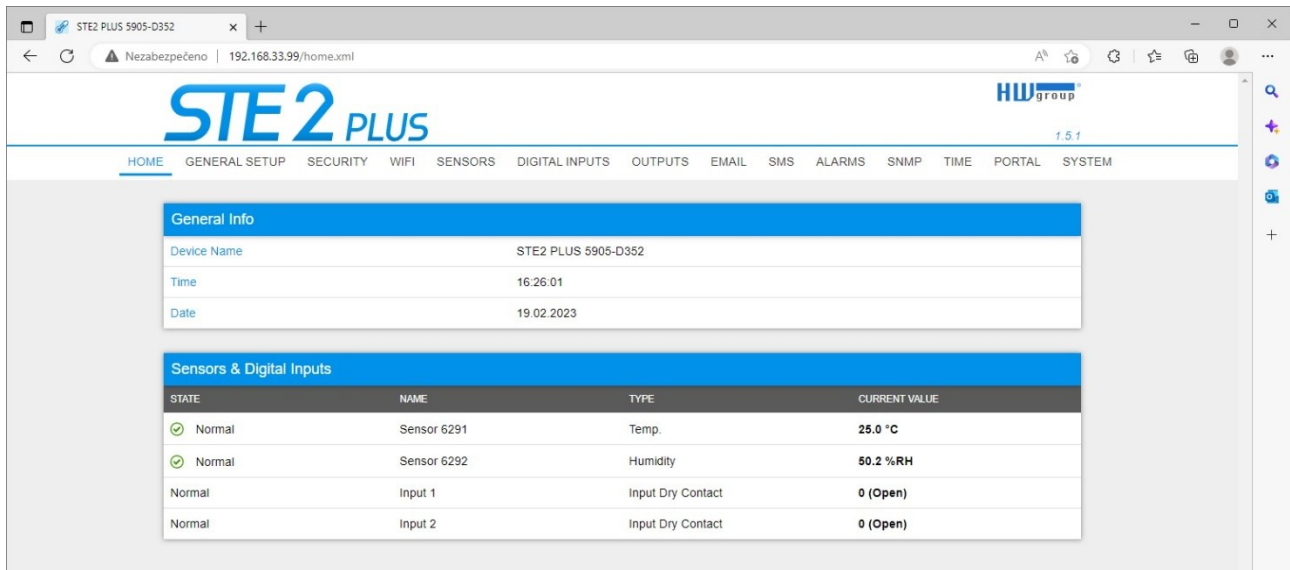 STE2 PLUS 5905-D352
Nezabezpečeno | 192.168.33.99/home.xml
STE 2 PLUS
HW group
1.5.1
HOME GENERAL SETUP SECURITY WIFI SENSORS DIGITAL INPUTS OUTPUTS EMAIL SMS ALARMS SNMP TIME PORTAL SYSTEM
General Info
Device Name STE2 PLUS 5905-D352
Time 16:26:01
Date 19.02.2023
Sensors & Digital Inputs
STATE NAME TYPE CURRENT VALUE
Normal Sensor 6291 Temp. 25.0 °C
Normal Sensor 6292 Humidity 50.2 %RH
Normal Input 1 Input Dry Contact 0 (Open)
Normal Input 2 Input Dry Contact 0 (Open)